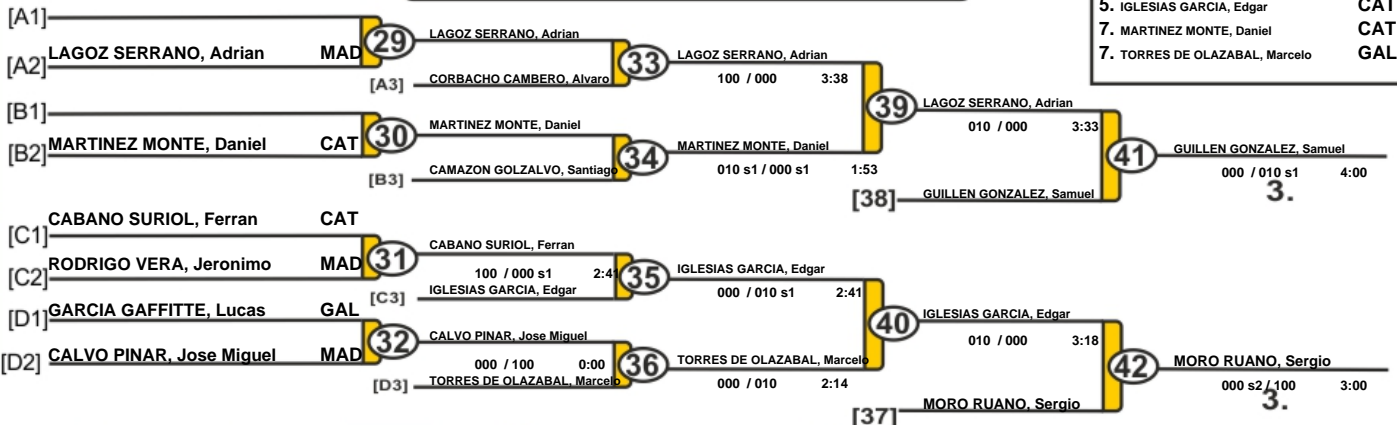 5. IGLESIAS GARCIA, Edgar CAT
7. MARTINEZ MONTE, Daniel CAT
7. TORRES DE OLAZABAL, Marcelo GAL
[A1]
[A2] LAGOZ SERRANO, Adrian MAD
29
LAGOZ SERRANO, Adrian
[A3] CORBACHO CAMBERO, Alvaro
33
LAGOZ SERRANO, Adrian
100 / 000 3:38
[B1]
[B2] MARTINEZ MONTE, Daniel CAT
30
MARTINEZ MONTE, Daniel
[B3] CAMAZON GOLZALVO, Santiago
34
MARTINEZ MONTE, Daniel
010 s1 / 000 s1 1:53
39
LAGOZ SERRANO, Adrian
010 / 000 3:33
[38] GUILLEN GONZALEZ, Samuel
41
GUILLEN GONZALEZ, Samuel
000 / 010 s1 4:00
3.
[C1] CABANO SURIOL, Ferran CAT
[C2] RODRIGO VERA, Jeronimo MAD
31
CABANO SURIOL, Ferran
100 / 000 s1 2:41
[C3] IGLESIAS GARCIA, Edgar
35
IGLESIAS GARCIA, Edgar
000 / 010 s1 2:41
[D1] GARCIA GAFFITTE, Lucas GAL
[D2] CALVO PINAR, Jose Miguel MAD
32
CALVO PINAR, Jose Miguel
000 / 100 0:00
[D3] TORRES DE OLAZABAL, Marcelo
36
TORRES DE OLAZABAL, Marcelo
000 / 010 2:14
40
IGLESIAS GARCIA, Edgar
010 / 000 3:18
[37] MORO RUANO, Sergio
42
MORO RUANO, Sergio
000 s2 / 100 3:00
3.